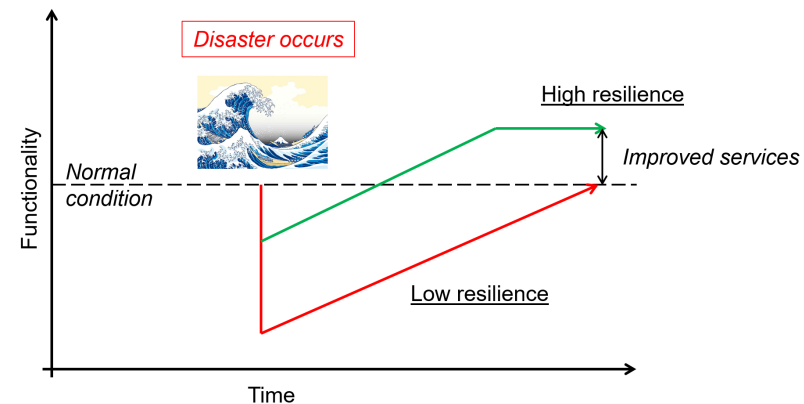 Disaster occurs
High resilience
Improved services
Normal
condition
Functionality
Low resilience
Time